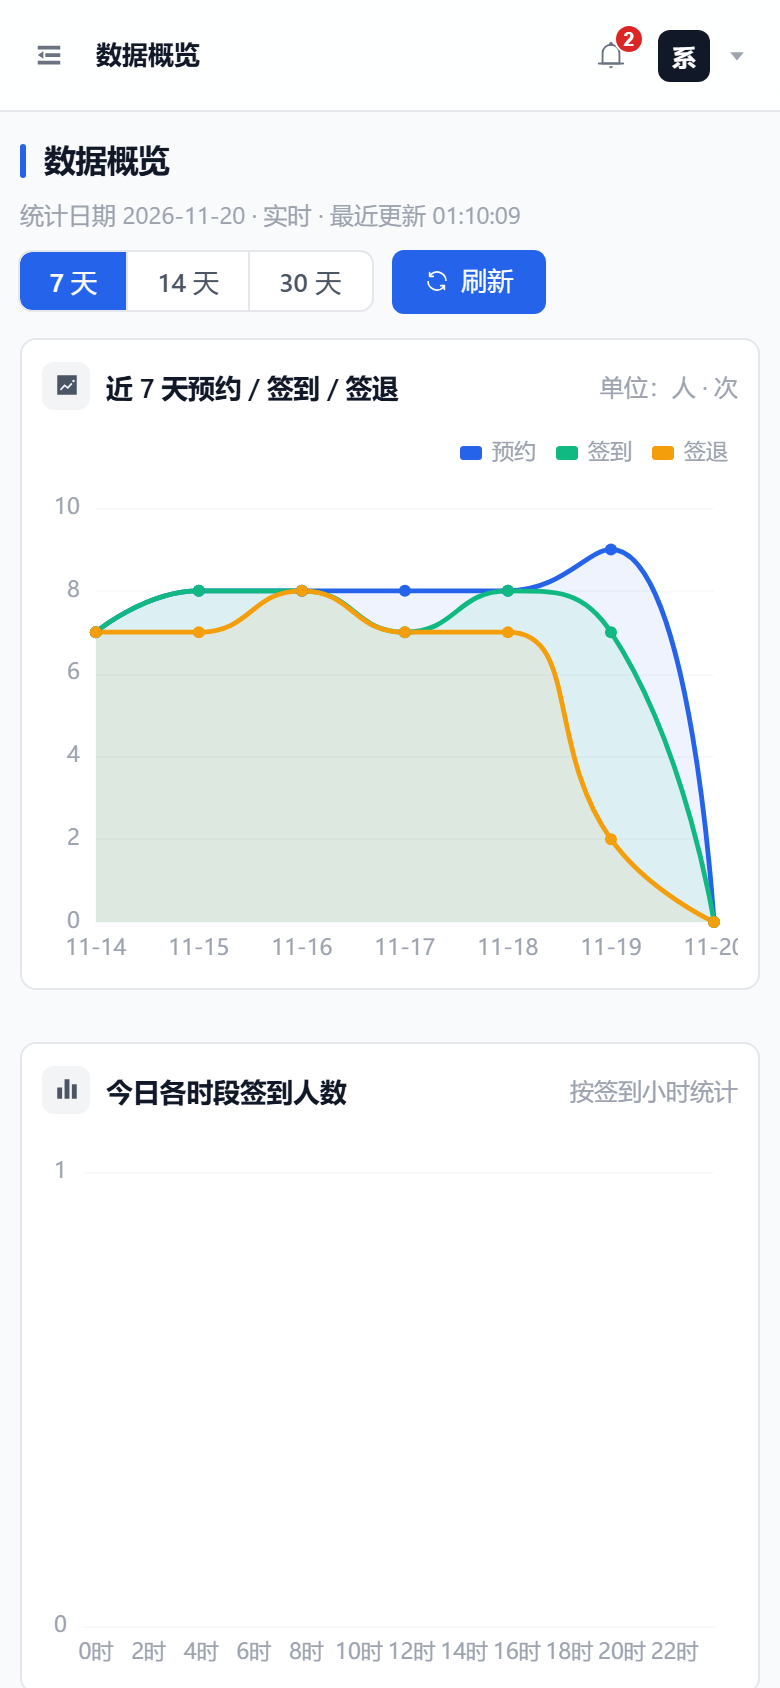 数据概览
2
系
数据概览
统计日期 2026-11-20 · 实时 · 最近更新 01:10:09
7 天 14 天 30 天 刷新
近 7 天预约 / 签到 / 签退 单位：人 · 次
预约 签到 签退
10
8
6
4
2
0
11-14 11-15 11-16 11-17 11-18 11-19 11-20
今日各时段签到人数 按签到小时统计
1
0
0时 2时 4时 6时 8时 10时 12时 14时 16时 18时 20时 22时